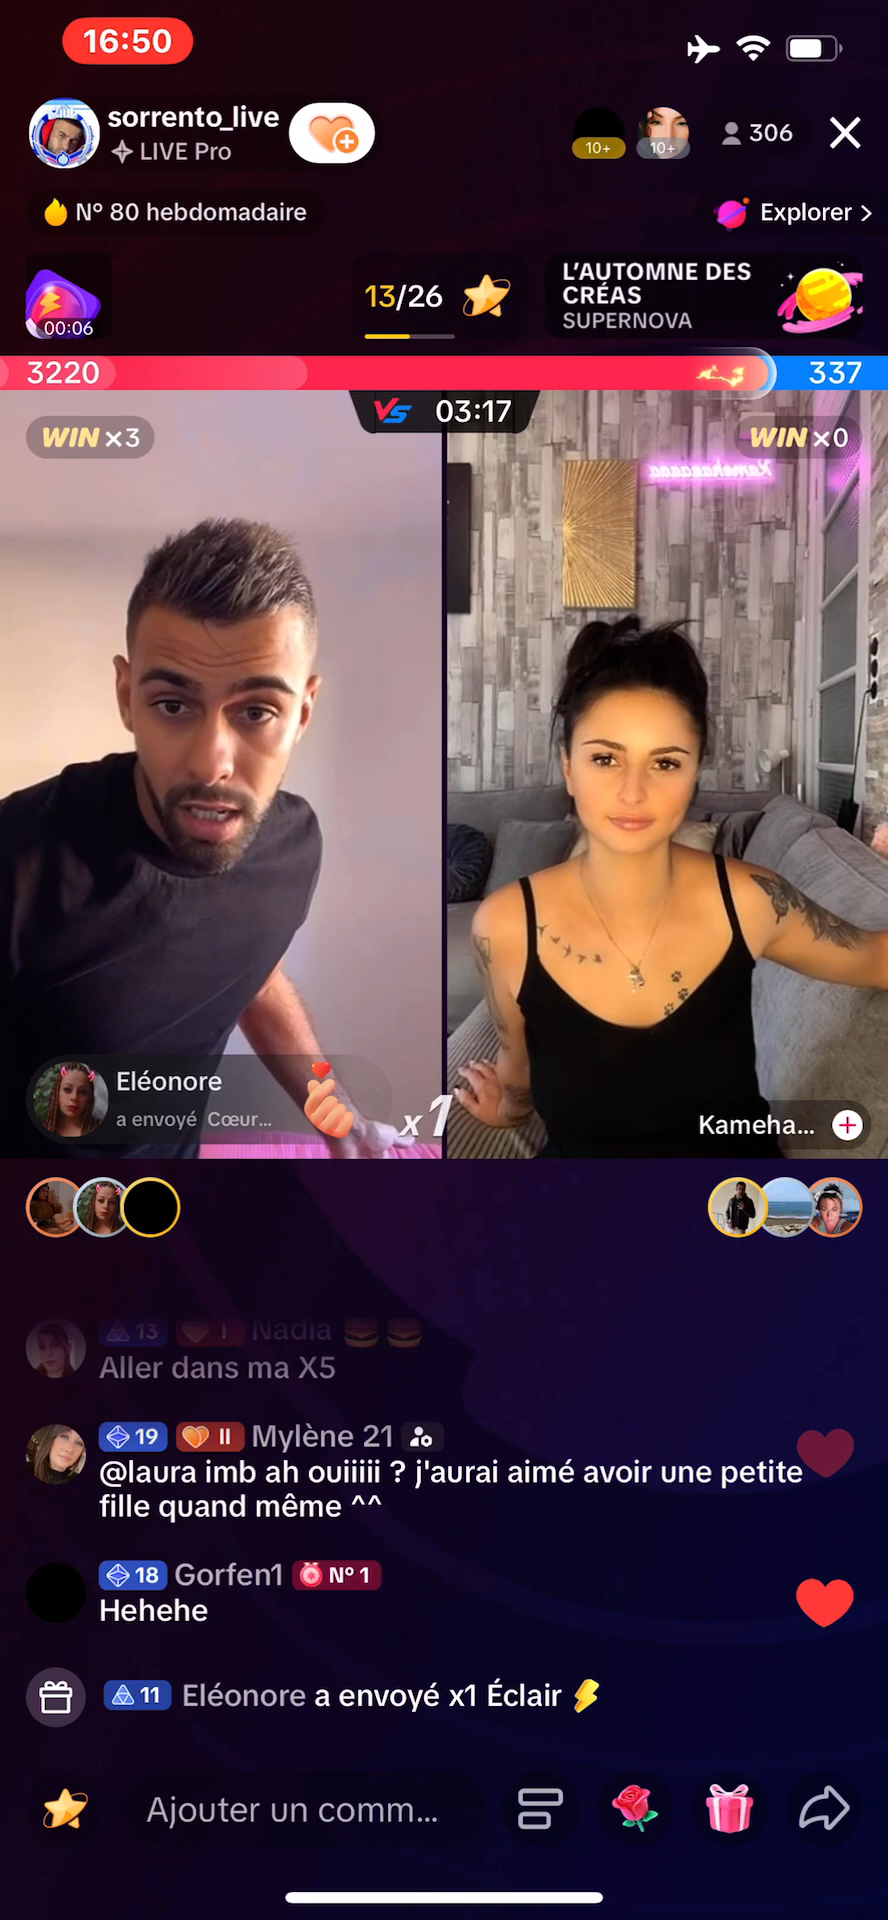 16:50
sorrento_live
LIVE Pro
10+
10+
306
N° 80 hebdomadaire
Explorer >
00:06
13/26
L'AUTOMNE DES
CRÉAS
SUPERNOVA
3220
337
VS 03:17
WIN x3
WIN x0
Kamehaaaaa
Eléonore
a envoyé Cœur...
x1
Kameha...
13 I Nadia 🍔🍔
Aller dans ma X5
19 II Mylène 21
@laura imb ah ouiiiii ? j'aurai aimé avoir une petite
fille quand même ^^
18 Gorfen1 N° 1
Hehehe
11 Eléonore a envoyé x1 Éclair ⚡
Ajouter un comm...